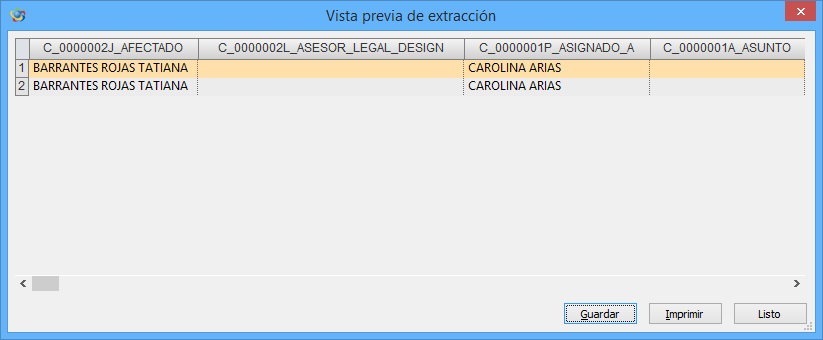 Vista previa de extracción
C_0000002J_AFECTADO C_0000002L_ASESOR_LEGAL_DESIGN C_0000001P_ASIGNADO_A C_0000001A_ASUNTO
1 BARRANTES ROJAS TATIANA CAROLINA ARIAS
2 BARRANTES ROJAS TATIANA CAROLINA ARIAS
Guardar Imprimir Listo